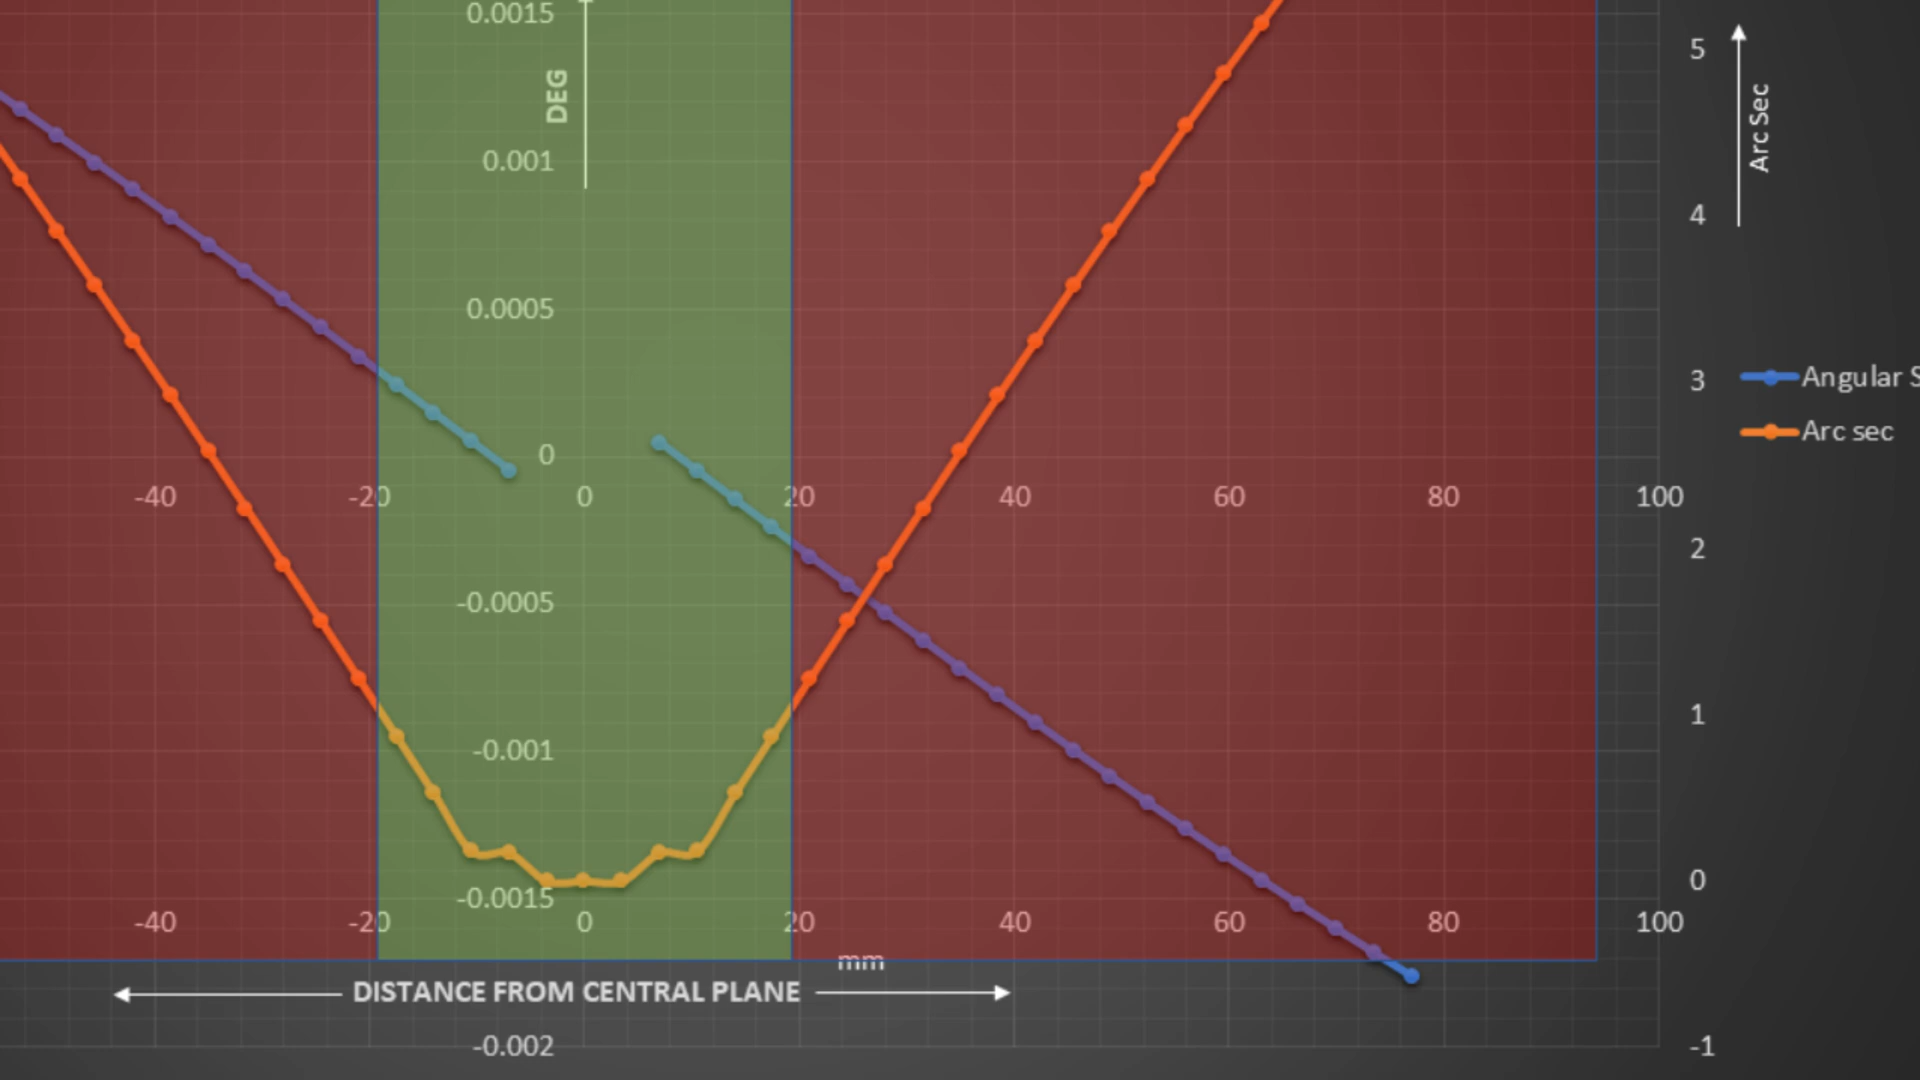 0.0015
DEG
0.001
0.0005
0
-40 -20 0 20 40 60 80 100
-0.0005
-0.001
-0.0015
-40 -20 0 20 40 60 80 100
mm
DISTANCE FROM CENTRAL PLANE
-0.002
5
4
3
2
1
0
-1
Arc Sec
Angular S
Arc sec